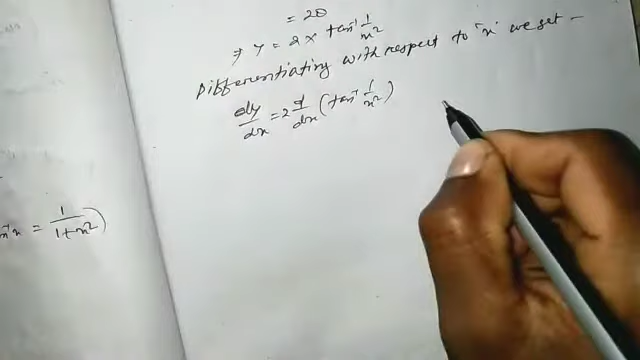 = 2θ
⇒ y = 2 × tan⁻¹ 1/x²
Differentiating with respect to "x" we get –
dy/dx = 2 d/dx (tan⁻¹ 1/x²)
x = 1/(1+x²))